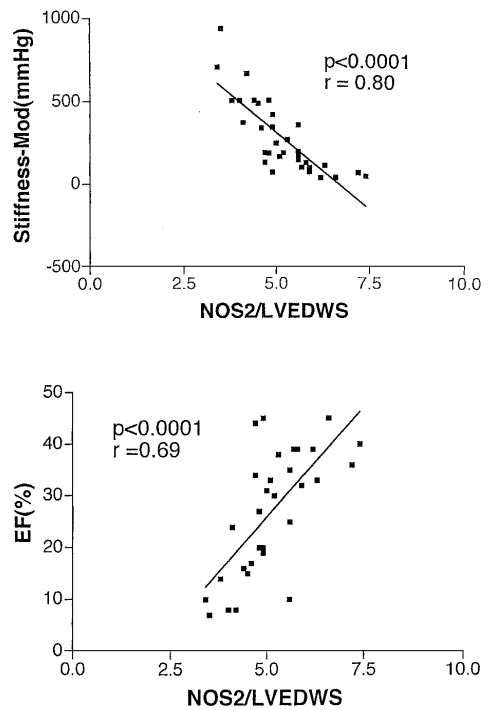 1000
500
0
-500
Stiffness-Mod(mmHg)
p<0.0001
r = 0.80
0.0 2.5 5.0 7.5 10.0
NOS2/LVEDWS
50
40
30
20
10
0
EF(%)
p<0.0001
r =0.69
0.0 2.5 5.0 7.5 10.0
NOS2/LVEDWS